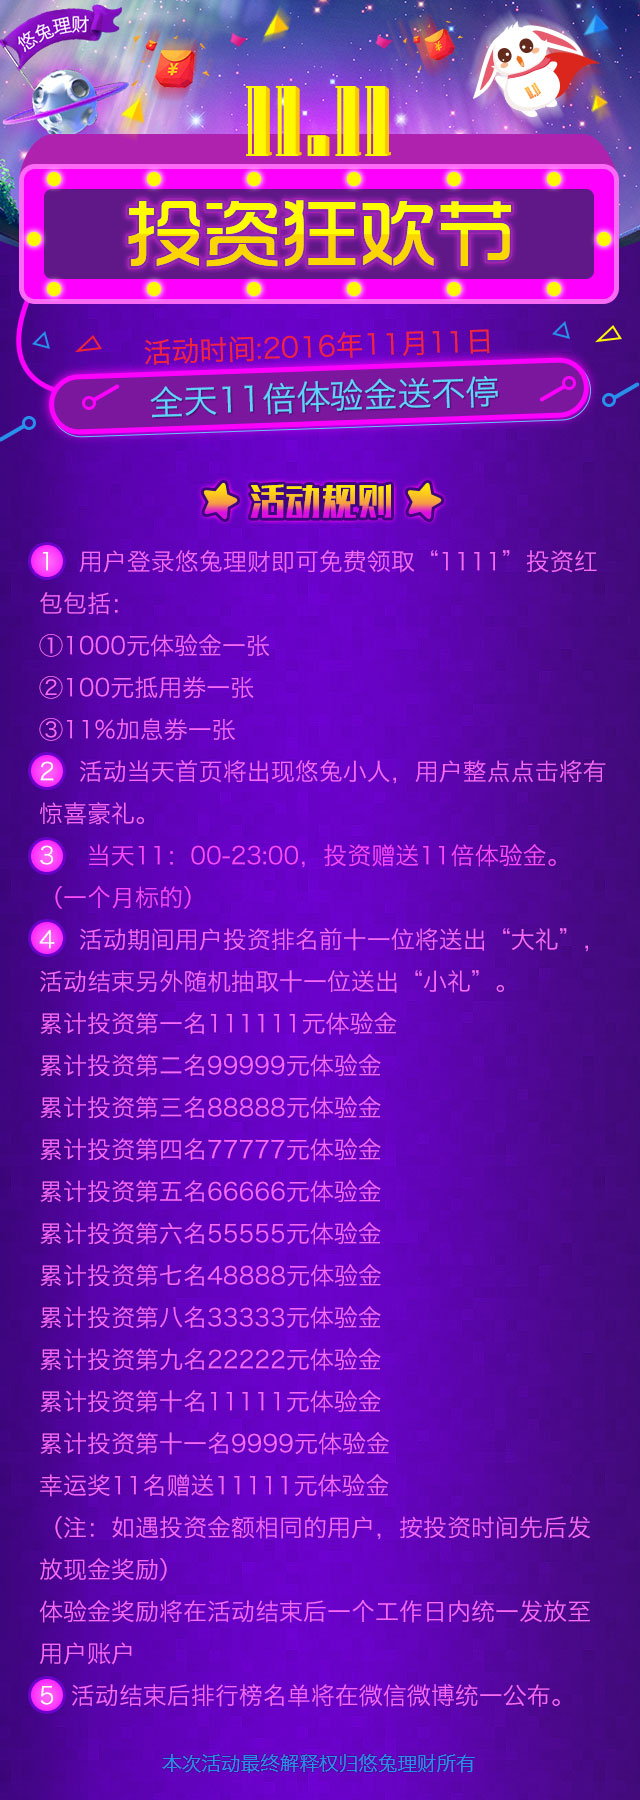 悠兔理财
¥
¥
11.11
11.11
投资狂欢节
活动时间:2016年11月11日
全天11倍体验金送不停
活动规则
1 用户登录悠兔理财即可免费领取“1111”投资红
包包括：
①1000元体验金一张
②100元抵用券一张
③11%加息券一张
2 活动当天首页将出现悠兔小人，用户整点点击将有
惊喜豪礼。
3 当天11：00-23:00，投资赠送11倍体验金。
（一个月标的）
4 活动期间用户投资排名前十一位将送出“大礼”，
活动结束另外随机抽取十一位送出“小礼”。
累计投资第一名111111元体验金
累计投资第二名99999元体验金
累计投资第三名88888元体验金
累计投资第四名77777元体验金
累计投资第五名66666元体验金
累计投资第六名55555元体验金
累计投资第七名48888元体验金
累计投资第八名33333元体验金
累计投资第九名22222元体验金
累计投资第十名11111元体验金
累计投资第十一名9999元体验金
幸运奖11名赠送11111元体验金
（注：如遇投资金额相同的用户，按投资时间先后发
放现金奖励）
体验金奖励将在活动结束后一个工作日内统一发放至
用户账户
5 活动结束后排行榜名单将在微信微博统一公布。
本次活动最终解释权归悠兔理财所有